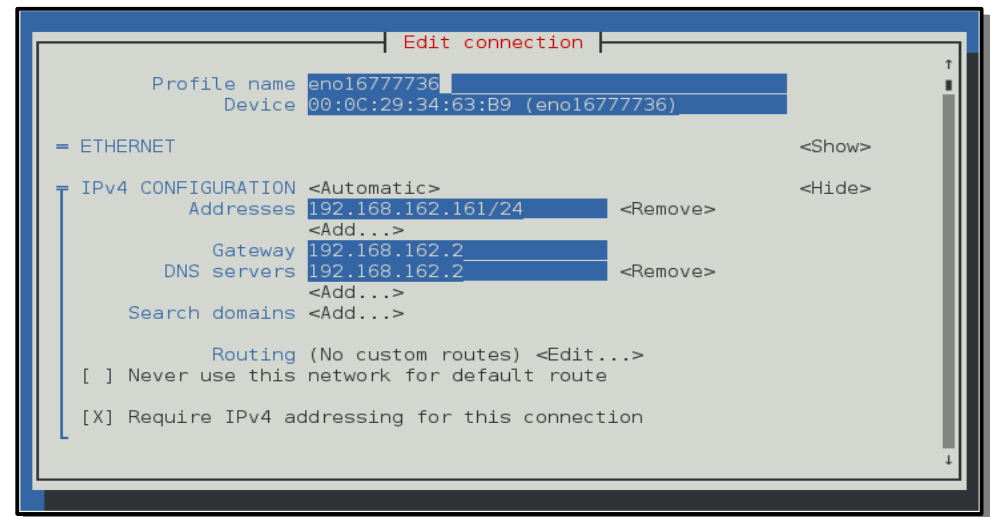 Edit connection
Profile name eno16777736
Device 00:0C:29:34:63:B9 (eno16777736)
= ETHERNET <Show>
IPv4 CONFIGURATION <Automatic> <Hide>
Addresses 192.168.162.161/24 <Remove>
<Add...>
Gateway 192.168.162.2
DNS servers 192.168.162.2 <Remove>
<Add...>
Search domains <Add...>
Routing (No custom routes) <Edit...>
[ ] Never use this network for default route
[X] Require IPv4 addressing for this connection